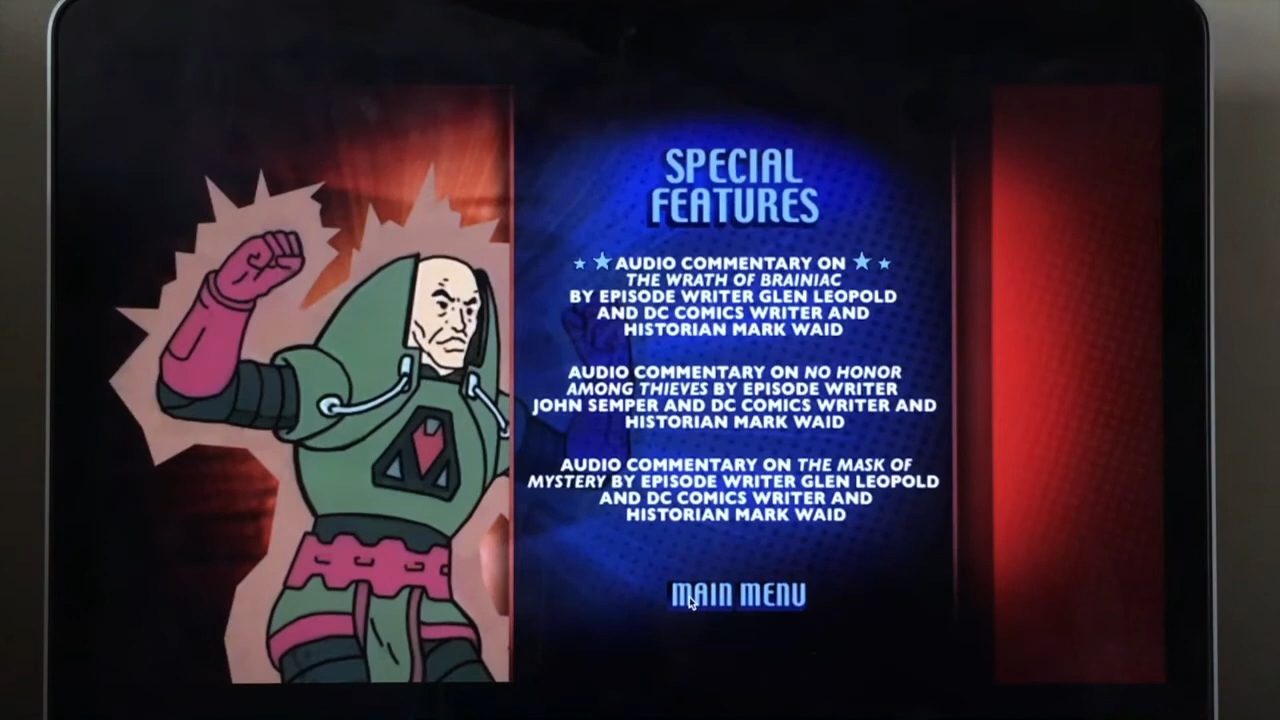 SPECIAL
FEATURES
AUDIO COMMENTARY ON
THE WRATH OF BRAINIAC
BY EPISODE WRITER GLEN LEOPOLD
AND DC COMICS WRITER AND
HISTORIAN MARK WAID
AUDIO COMMENTARY ON NO HONOR
AMONG THIEVES BY EPISODE WRITER
JOHN SEMPER AND DC COMICS WRITER AND
HISTORIAN MARK WAID
AUDIO COMMENTARY ON THE MASK OF
MYSTERY BY EPISODE WRITER GLEN LEOPOLD
AND DC COMICS WRITER AND
HISTORIAN MARK WAID
MAIN MENU